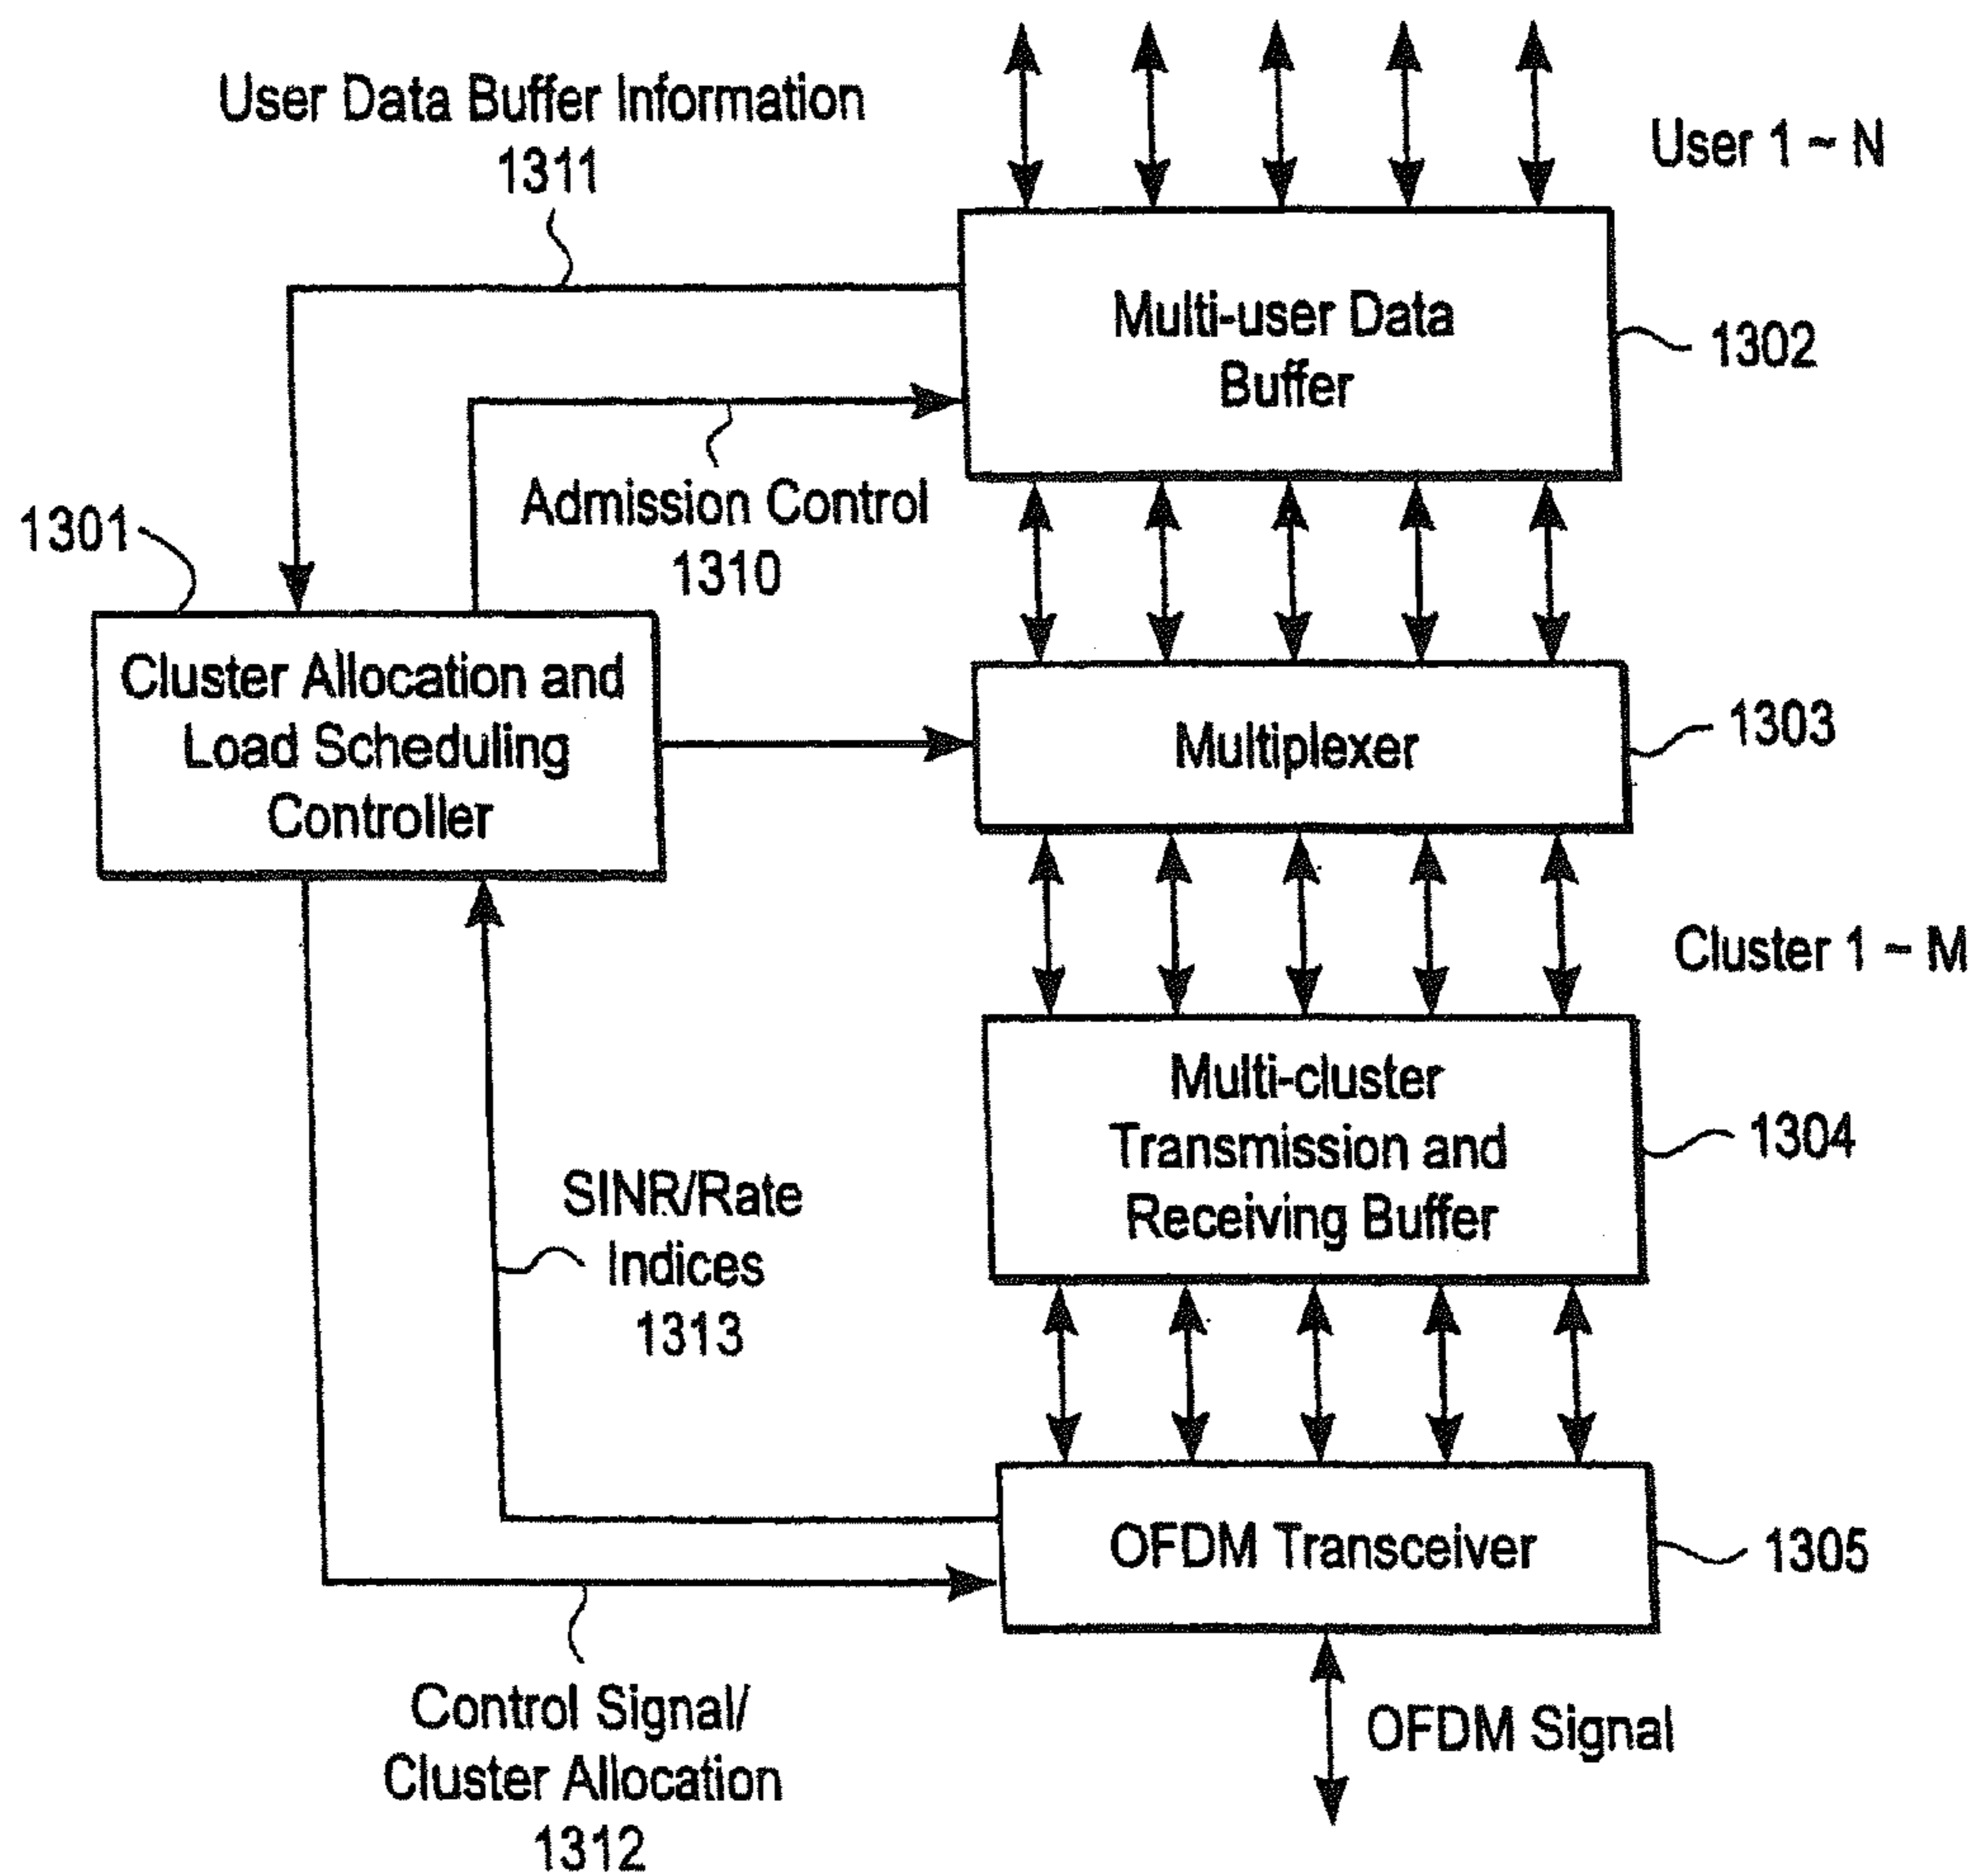 User Data Buffer Information
1311
User 1 ~ N
Multi-user Data
Buffer
1302
Admission Control
1310
1301
Cluster Allocation and
Load Scheduling
Controller
Multiplexer
1303
Cluster 1 ~ M
Multi-cluster
Transmission and
Receiving Buffer
1304
SINR/Rate
Indices
1313
OFDM Transceiver
1305
Control Signal/
Cluster Allocation
1312
OFDM Signal